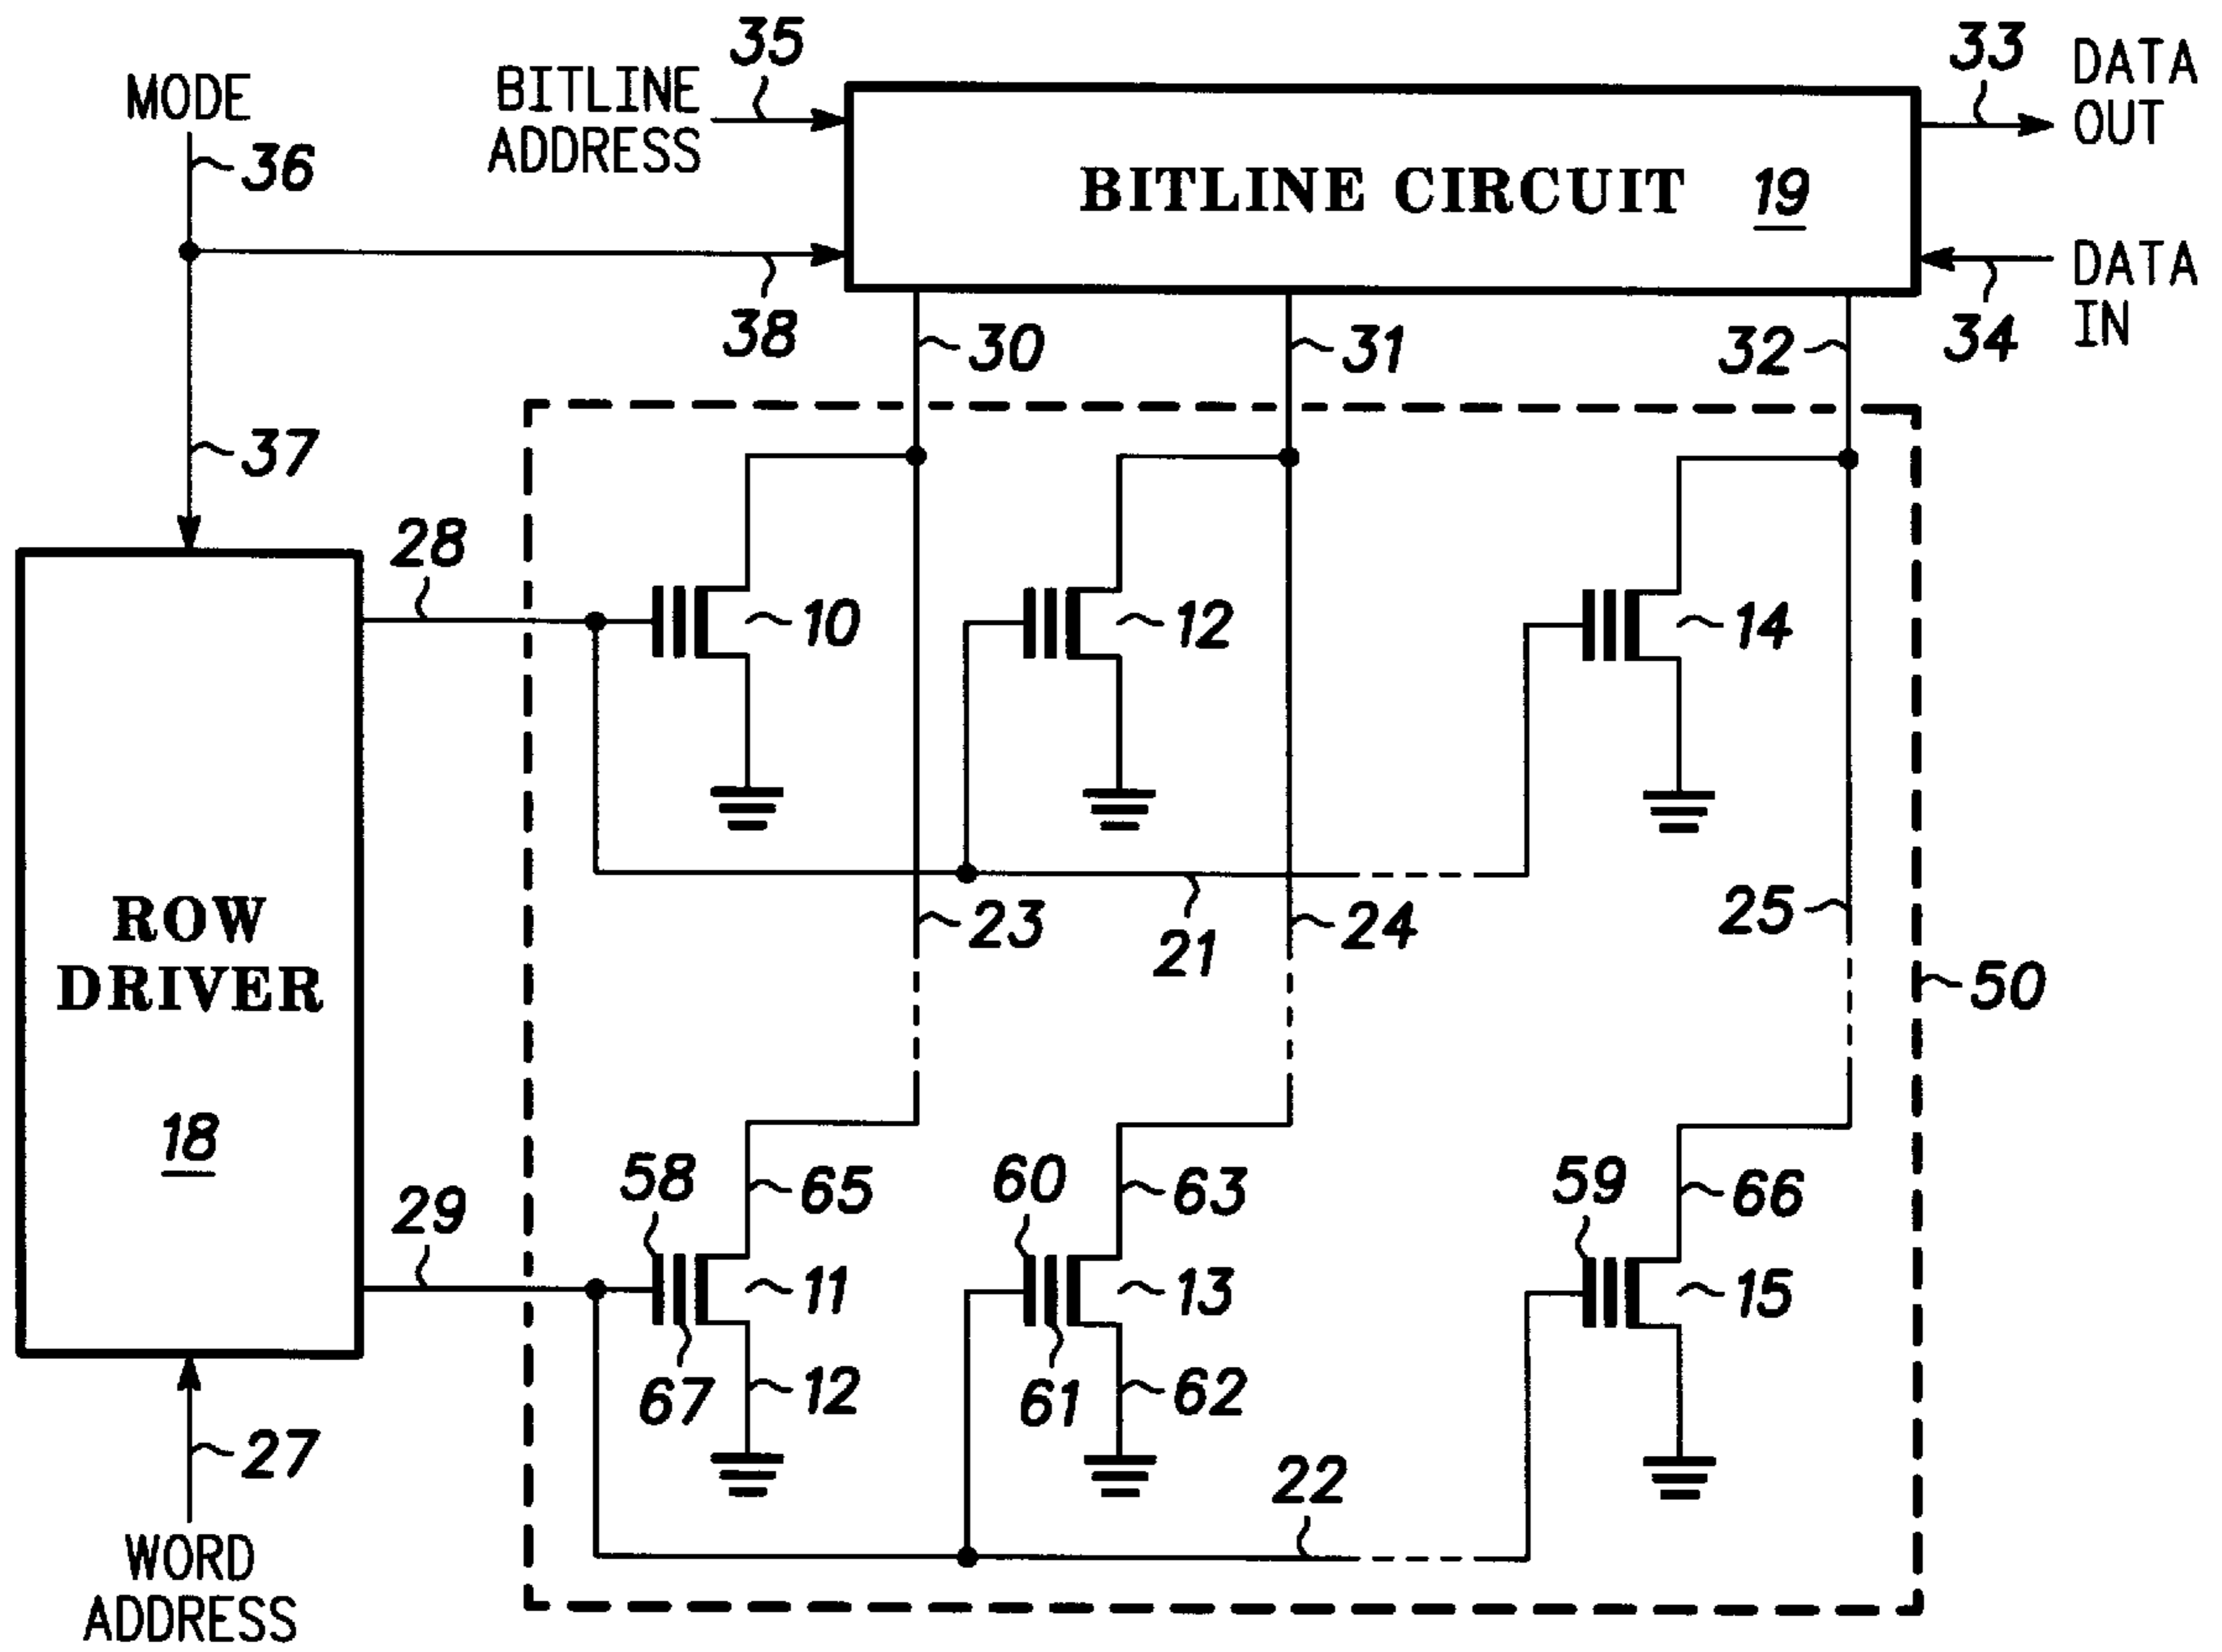 35
33
DATA
OUT
MODE
BITLINE
ADDRESS
36
BITLINE CIRCUIT 19
DATA
IN
38
30
31
32
34
37
28
10
12
14
23
21
24
25
50
ROW
DRIVER
18
29
58
65
60
63
59
66
11
13
15
67
12
61
62
27
22
WORD
ADDRESS